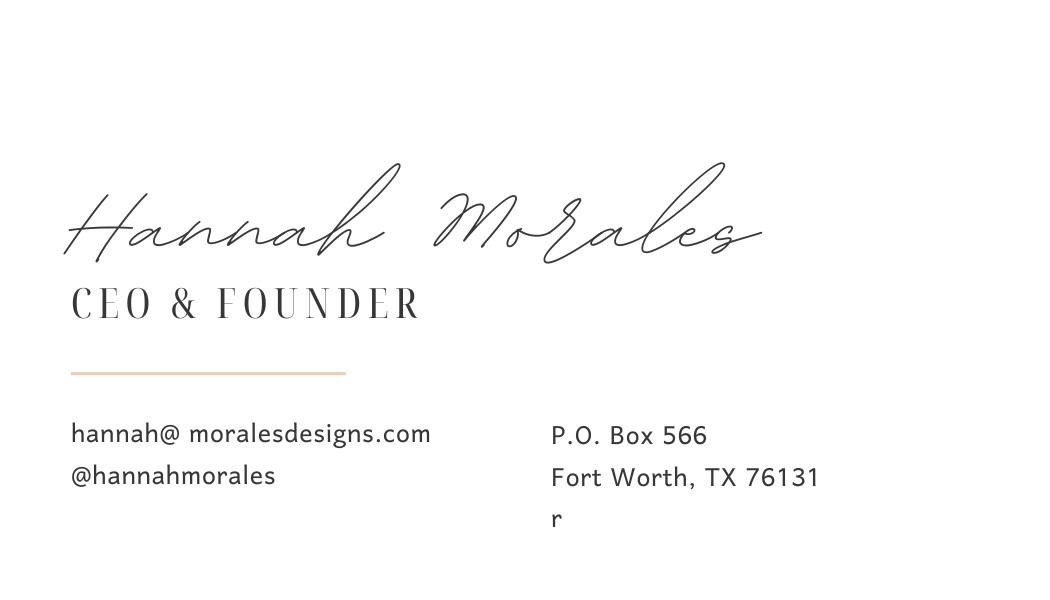 Hannah Morales
CEO & FOUNDER
hannah@ moralesdesigns.com
@hannahmorales
P.O. Box 566
Fort Worth, TX 76131
r